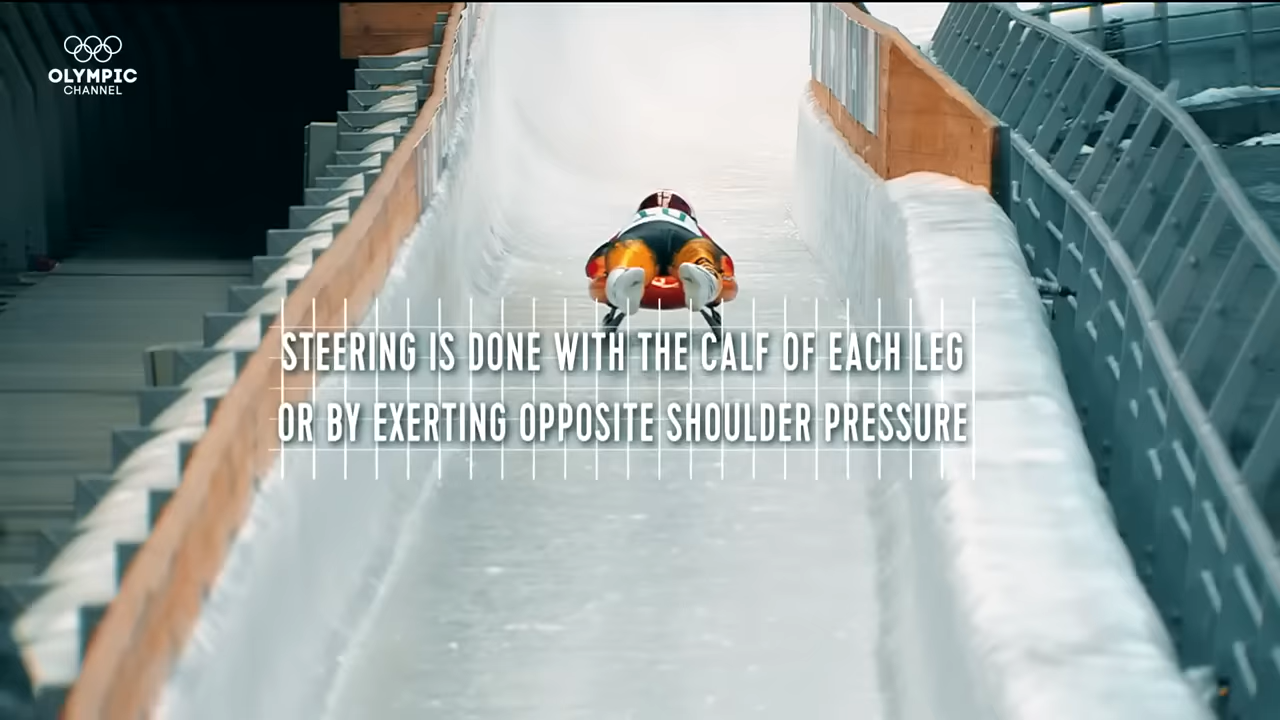 OLYMPIC
CHANNEL
STEERING IS DONE WITH THE CALF OF EACH LEG
OR BY EXERTING OPPOSITE SHOULDER PRESSURE